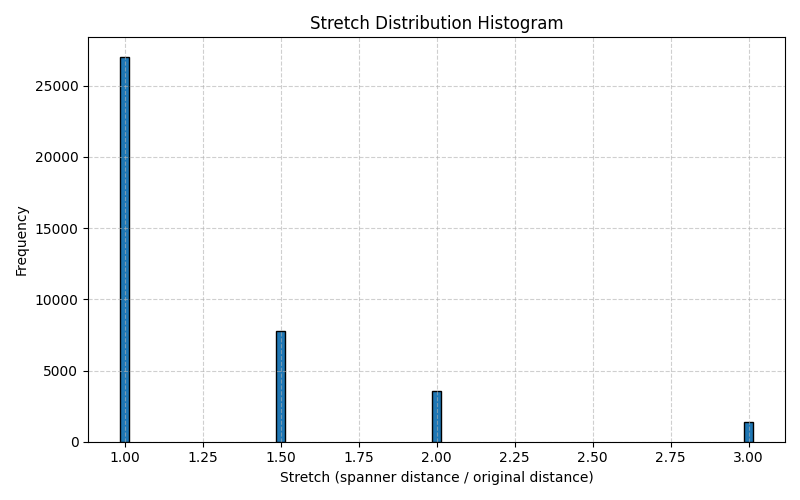 Stretch Distribution Histogram
Frequency
25000
20000
15000
10000
5000
0
1.00 1.25 1.50 1.75 2.00 2.25 2.50 2.75 3.00
Stretch (spanner distance / original distance)